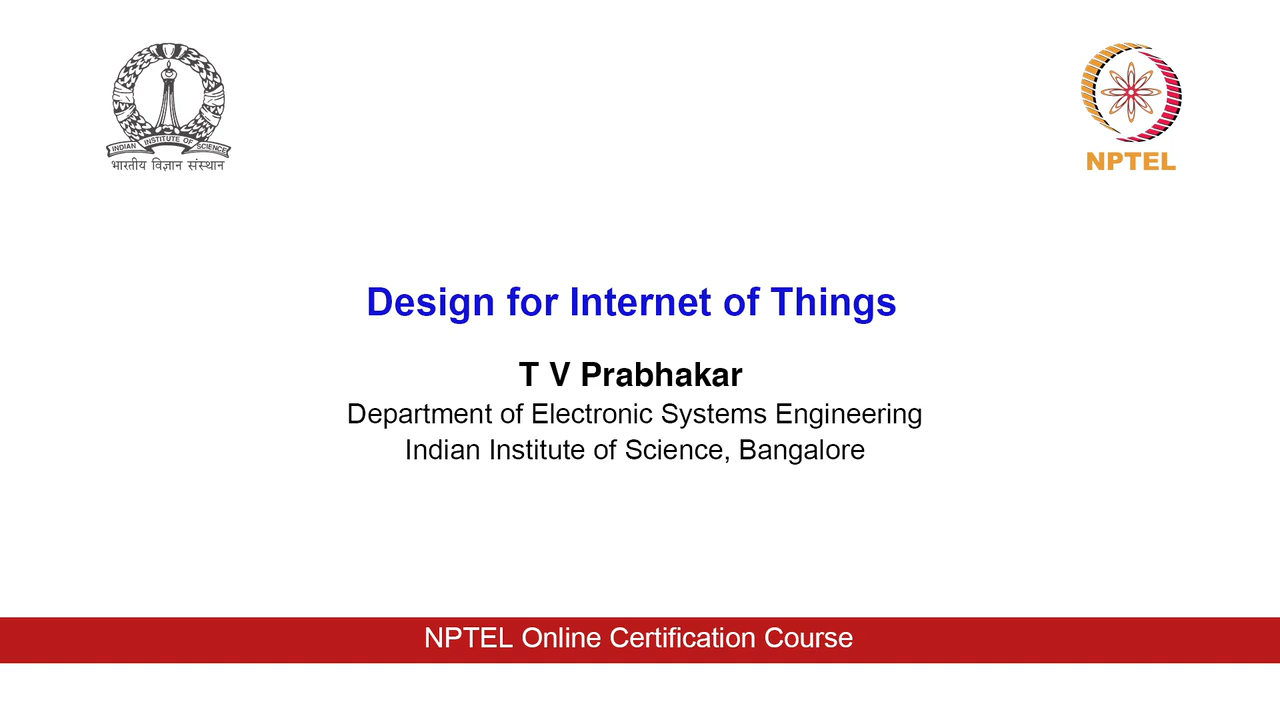 INDIAN INSTITUTE OF SCIENCE
भारतीय विज्ञान संस्थान
NPTEL
Design for Internet of Things
T V Prabhakar
Department of Electronic Systems Engineering
Indian Institute of Science, Bangalore
NPTEL Online Certification Course